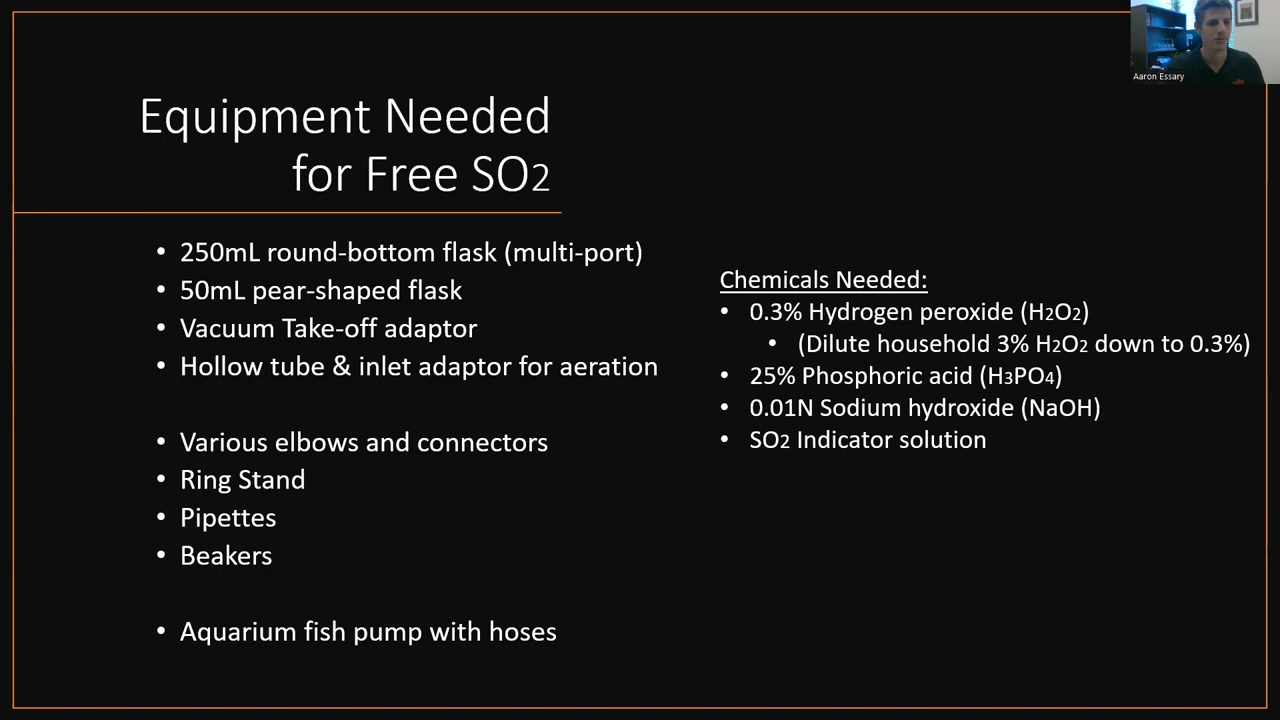 Aaron Essary
Equipment Needed
for Free SO2
• 250mL round-bottom flask (multi-port)
• 50mL pear-shaped flask
• Vacuum Take-off adaptor
• Hollow tube & inlet adaptor for aeration
• Various elbows and connectors
• Ring Stand
• Pipettes
• Beakers
• Aquarium fish pump with hoses
Chemicals Needed:
• 0.3% Hydrogen peroxide (H2O2)
• (Dilute household 3% H2O2 down to 0.3%)
• 25% Phosphoric acid (H3PO4)
• 0.01N Sodium hydroxide (NaOH)
• SO2 Indicator solution